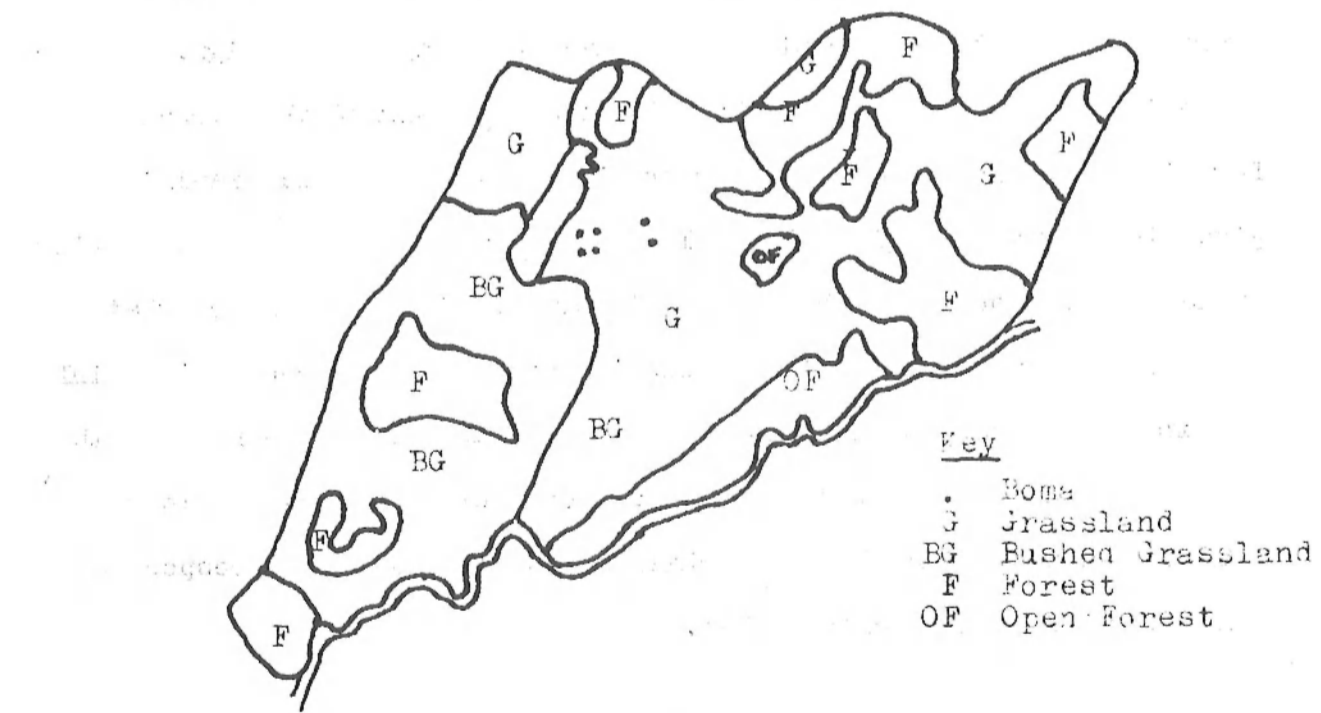 F
G
F
F
G
F
F
G
OF
BG
G
F
F
OF
BG
BG
F
F
Key
. Boma
G Grassland
BG Bushed Grassland
F Forest
OF Open Forest